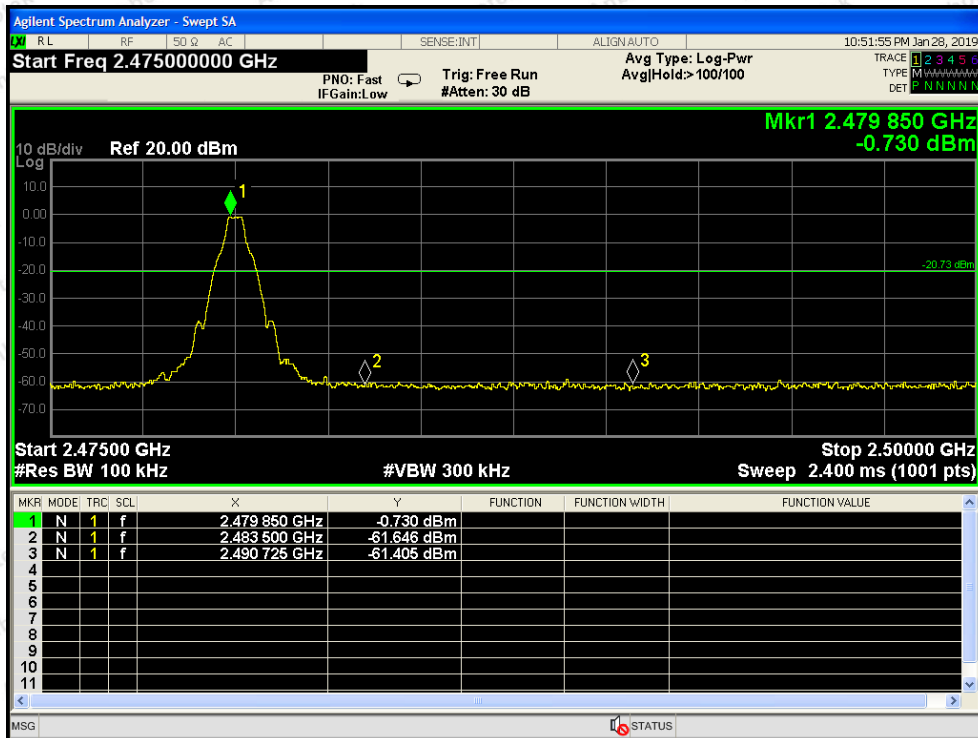 Agilent Spectrum Analyzer - Swept SA
LXI RL RF 50 Ω AC SENSE:INT ALIGN AUTO 10:51:55 PM Jan 28, 2019
Start Freq 2.475000000 GHz
PNO: Fast
IFGain:Low
Trig: Free Run
#Atten: 30 dB
Avg Type: Log-Pwr
Avg|Hold:>100/100
TRACE 1 2 3 4 5 6
TYPE M WWWWW
DET P N N N N N
Mkr1 2.479 850 GHz
-0.730 dBm
10 dB/div Ref 20.00 dBm
Log
10.0
0.00
-10.0
-20.0
-30.0
-40.0
-50.0
-60.0
-70.0
1
-20.73 dBm
2
3
Start 2.47500 GHz Stop 2.50000 GHz
#Res BW 100 kHz #VBW 300 kHz Sweep 2.400 ms (1001 pts)
MKR MODE TRC SCL X Y FUNCTION FUNCTION WIDTH FUNCTION VALUE
1 N 1 f 2.479 850 GHz -0.730 dBm
2 N 1 f 2.483 500 GHz -61.646 dBm
3 N 1 f 2.490 725 GHz -61.405 dBm
4
5
6
7
8
9
10
11
MSG STATUS